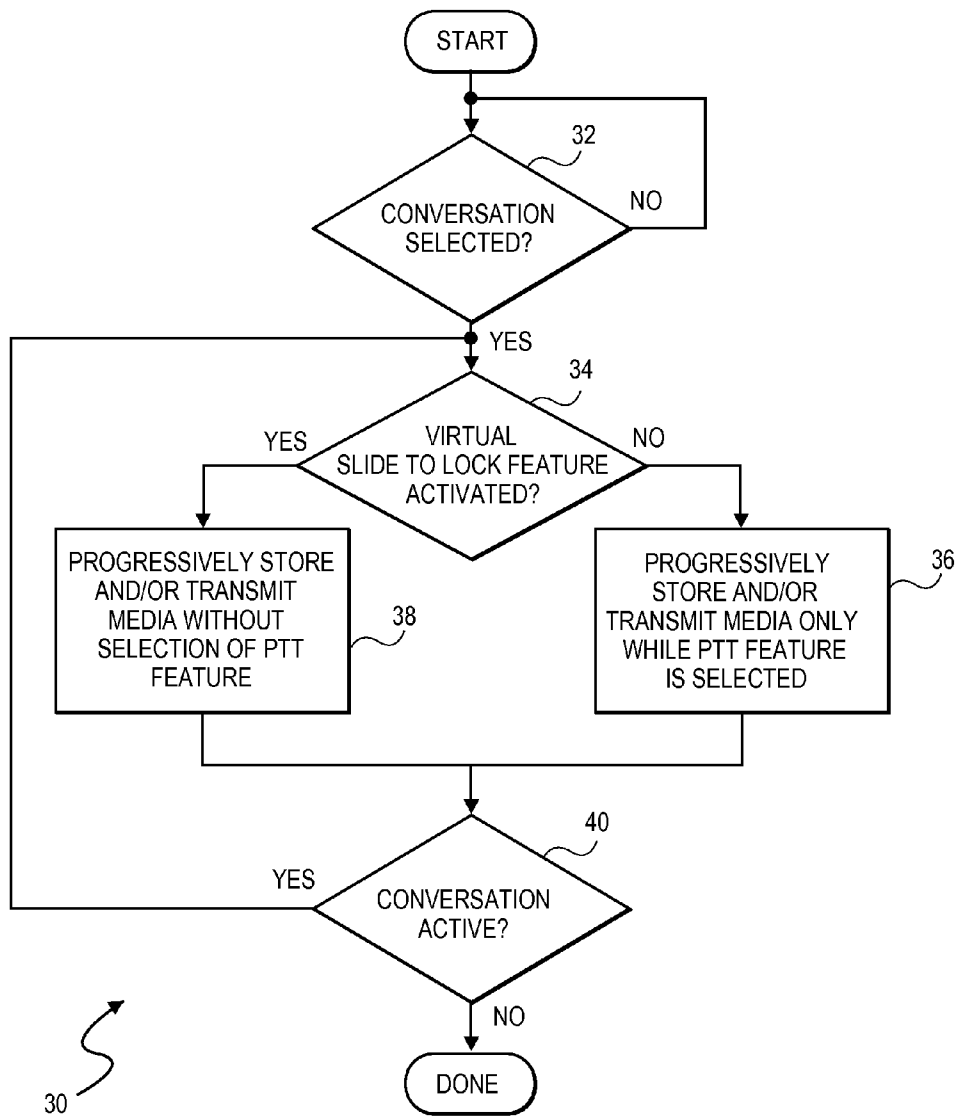 START
32
CONVERSATION
SELECTED?
NO
YES
34
YES
VIRTUAL
SLIDE TO LOCK FEATURE
ACTIVATED?
NO
PROGRESSIVELY STORE
AND/OR TRANSMIT
MEDIA WITHOUT
SELECTION OF PTT
FEATURE
38
PROGRESSIVELY
STORE AND/OR
TRANSMIT MEDIA ONLY
WHILE PTT FEATURE
IS SELECTED
36
40
YES
CONVERSATION
ACTIVE?
NO
30
DONE